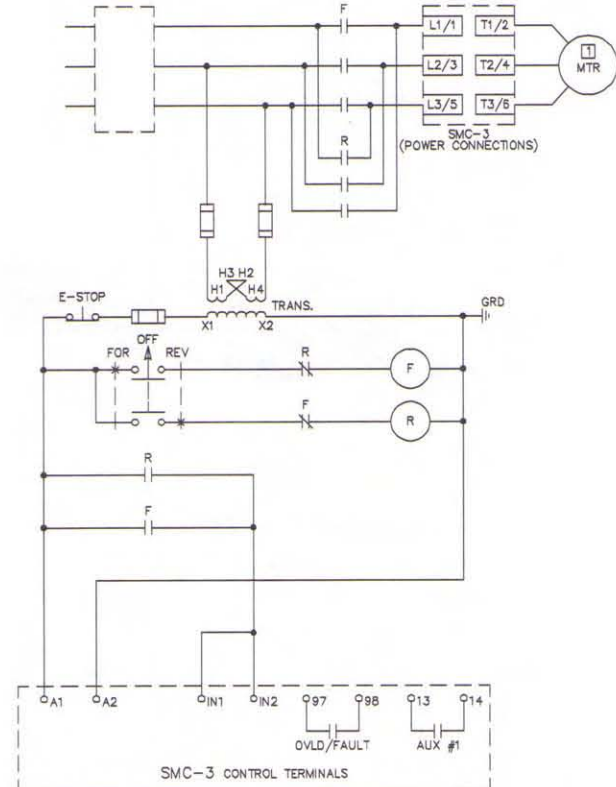 F
L1/1 T1/2
1
MTR
L2/3 T2/4
L3/5 T3/6
SMC-3
(POWER CONNECTIONS)
R
H3 H2
H1 H4
E-STOP
TRANS.
GRD
X1 X2
OFF
FOR REV
R
F
F
R
R
F
A1 A2 IN1 IN2 97 98 13 14
OVLD/FAULT AUX #1
SMC-3 CONTROL TERMINALS